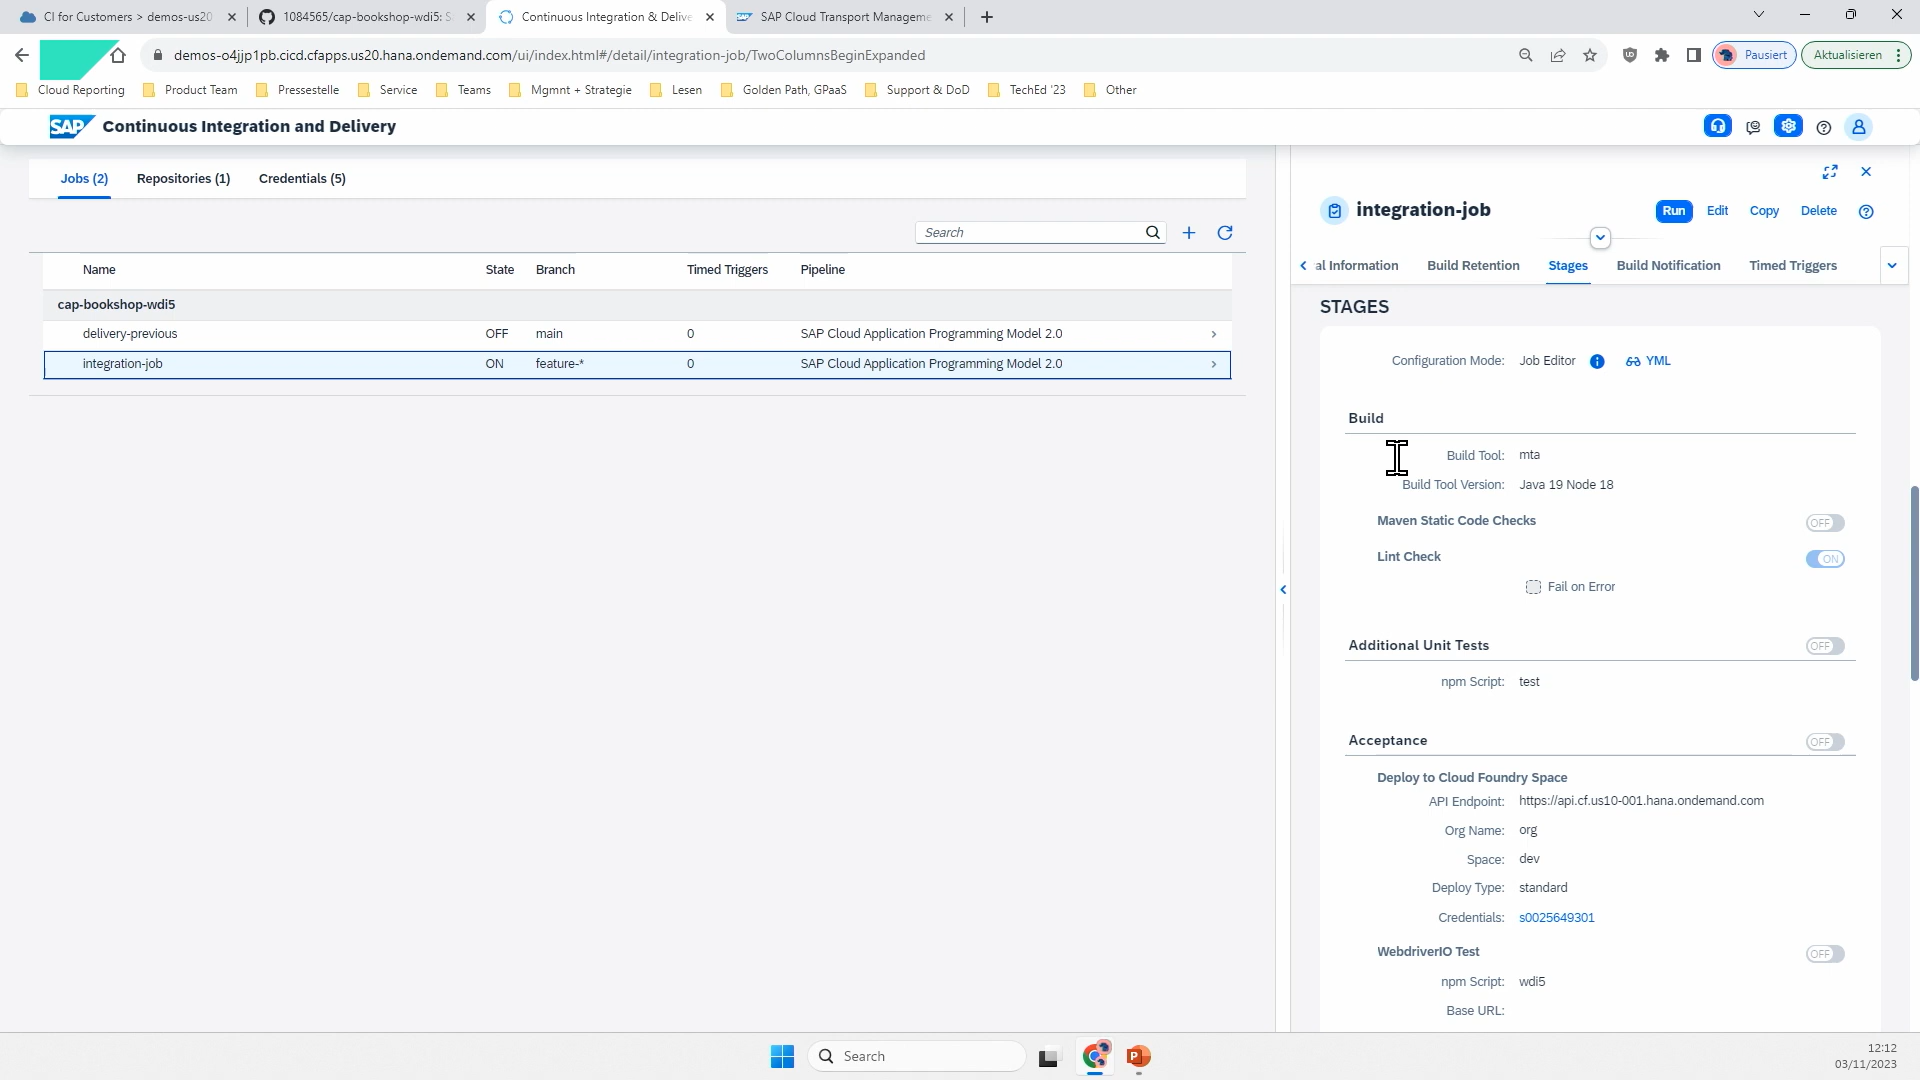 CI for Customers > demos-us20
1084565/cap-bookshop-wdi5: S
Continuous Integration & Delive
SAP Cloud Transport Manageme
demos-o4jjp1pb.cicd.cfapps.us20.hana.ondemand.com/ui/index.html#/detail/integration-job/TwoColumnsBeginExpanded
Pausiert
Aktualisieren
Cloud Reporting
Product Team
Pressestelle
Service
Teams
Mgmnt + Strategie
Lesen
Golden Path, GPaaS
Support & DoD
TechEd '23
Other
SAP Continuous Integration and Delivery
Jobs (2)
Repositories (1)
Credentials (5)
Search
Name
State
Branch
Timed Triggers
Pipeline
cap-bookshop-wdi5
delivery-previous OFF main 0 SAP Cloud Application Programming Model 2.0
integration-job ON feature-* 0 SAP Cloud Application Programming Model 2.0
integration-job
Run
Edit
Copy
Delete
al Information
Build Retention
Stages
Build Notification
Timed Triggers
STAGES
Configuration Mode: Job Editor YML
Build
Build Tool: mta
Build Tool Version: Java 19 Node 18
Maven Static Code Checks OFF
Lint Check ON
Fail on Error
Additional Unit Tests OFF
npm Script: test
Acceptance OFF
Deploy to Cloud Foundry Space
API Endpoint: https://api.cf.us10-001.hana.ondemand.com
Org Name: org
Space: dev
Deploy Type: standard
Credentials: s0025649301
WebdriverIO Test OFF
npm Script: wdi5
Base URL:
Search
12:12
03/11/2023